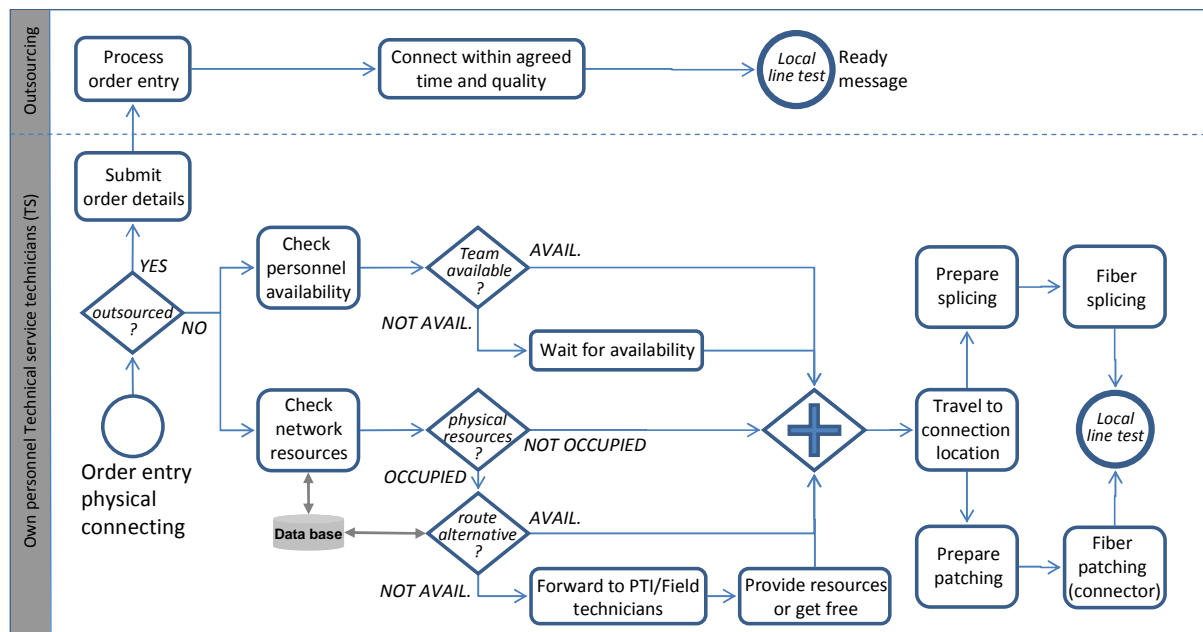 Outsourcing
Process
order entry
Connect within agreed
time and quality
Local
line test
Ready
message
Own personnel Technical service technicians (TS)
Submit
order details
YES
outsourced
?
NO
Order entry
physical
connecting
Check
personnel
availability
Team
available
?
AVAIL.
NOT AVAIL.
Wait for availability
Check
network
resources
physical
resources?
NOT OCCUPIED
OCCUPIED
Data base
route
alternative
?
AVAIL.
NOT AVAIL.
Forward to PTI/Field
technicians
Provide resources
or get free
Travel to
connection
location
Prepare
splicing
Fiber
splicing
Local
line test
Prepare
patching
Fiber
patching
(connector)